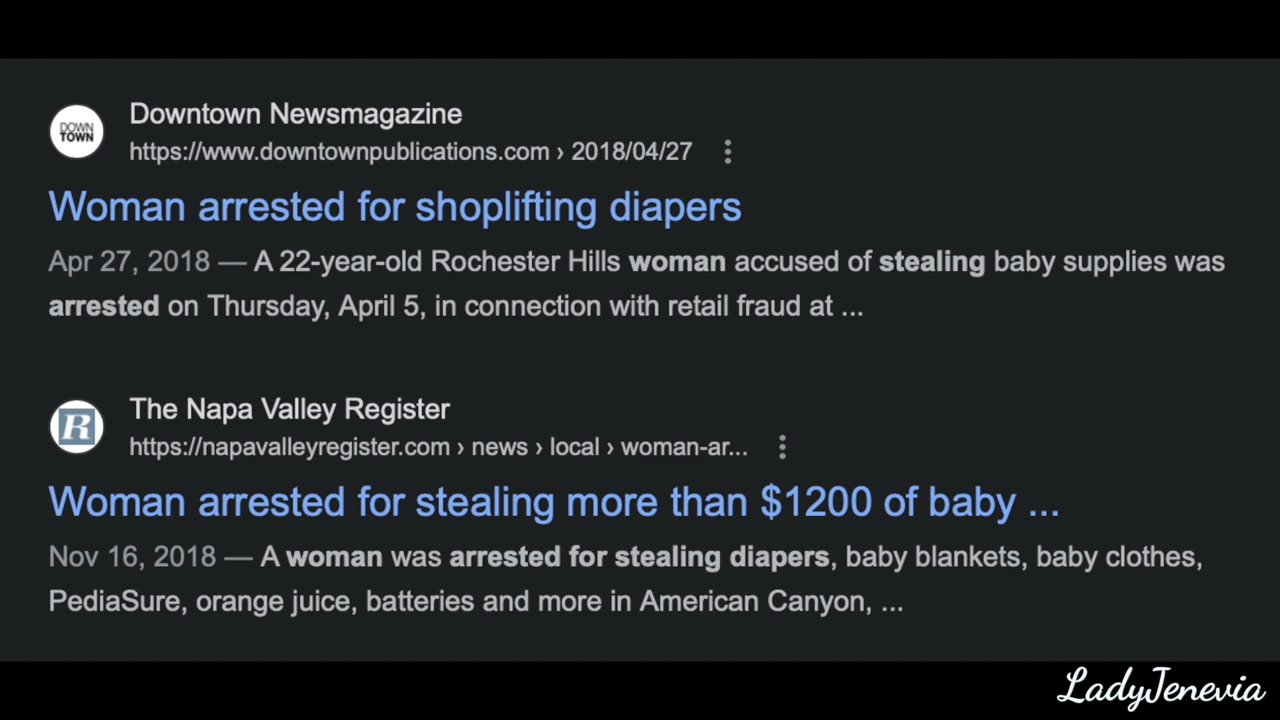 DOWN
TOWN
Downtown Newsmagazine
https://www.downtownpublications.com › 2018/04/27
Woman arrested for shoplifting diapers
Apr 27, 2018 — A 22-year-old Rochester Hills woman accused of stealing baby supplies was
arrested on Thursday, April 5, in connection with retail fraud at ...
R
The Napa Valley Register
https://napavalleyregister.com › news › local › woman-ar...
Woman arrested for stealing more than $1200 of baby ...
Nov 16, 2018 — A woman was arrested for stealing diapers, baby blankets, baby clothes,
PediaSure, orange juice, batteries and more in American Canyon, ...
LadyJenevia